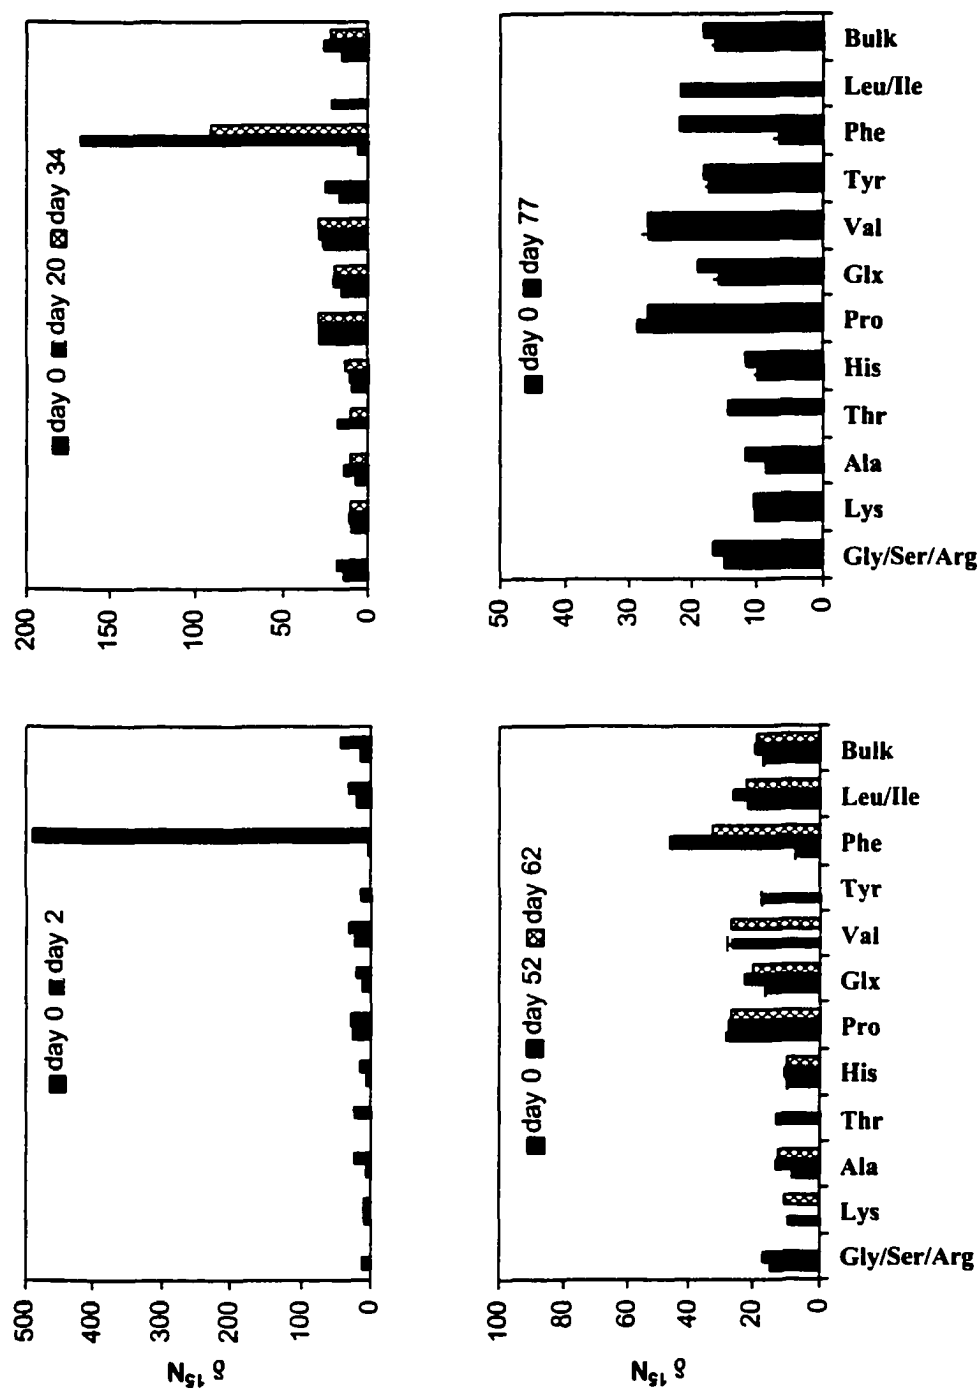 δ ¹⁵N
500
400
300
200
100
0
day 0 day 2
200
150
100
50
0
day 0 day 20 day 34
δ ¹⁵N
100
80
60
40
20
0
day 0 day 52 day 62
Gly/Ser/Arg
Lys
Ala
Thr
His
Pro
Glx
Val
Tyr
Phe
Leu/Ile
Bulk
50
40
30
20
10
0
day 0 day 77
Gly/Ser/Arg
Lys
Ala
Thr
His
Pro
Glx
Val
Tyr
Phe
Leu/Ile
Bulk